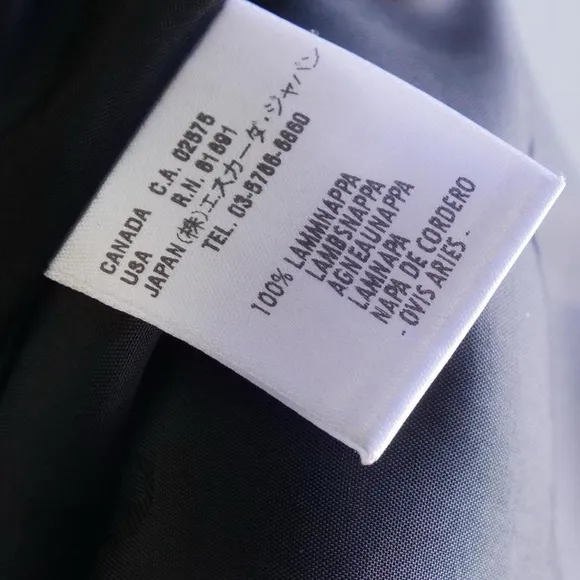 CANADA C.A. 02575
USA R.N. 61891
JAPAN (株)エスカーダ・ジャパン
TEL. 03-5786-6860
100% LAMMNAPPA
LAMBSNAPPA
AGNEAUNAPPA
LAMNAPA
NAPA DE CORDERO
- OVIS ARIES -